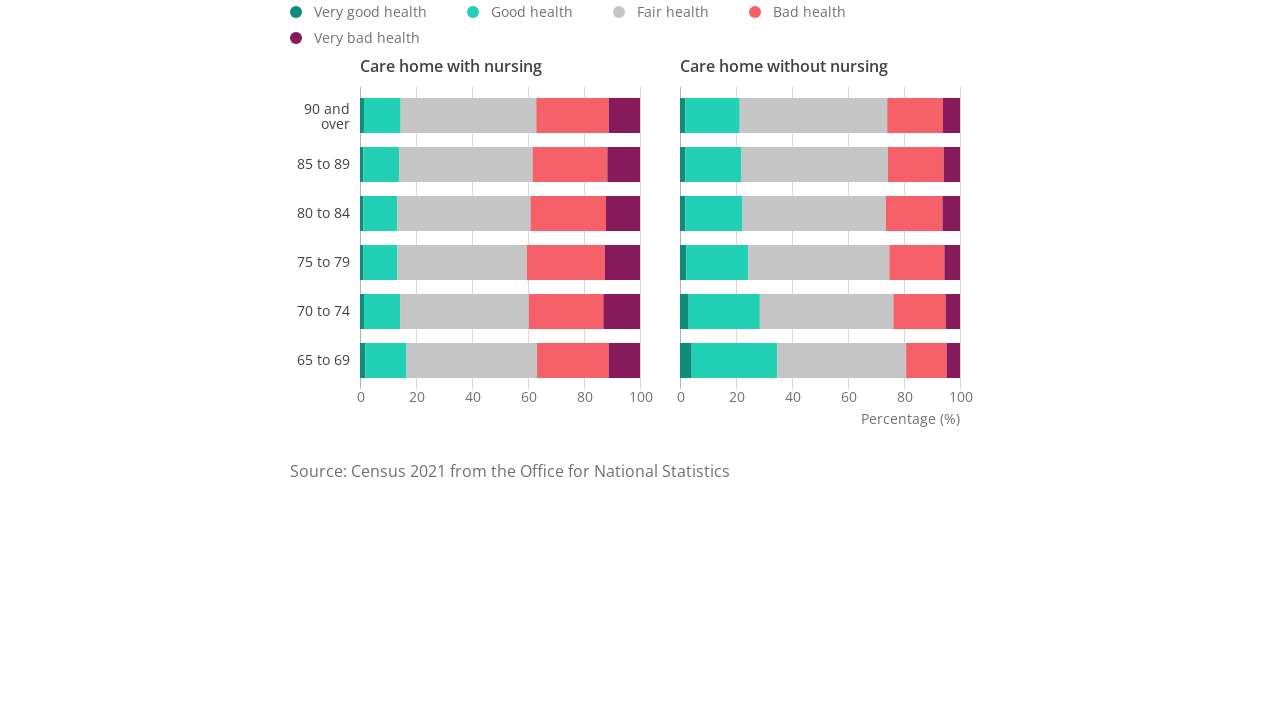 Very good health
Good health
Fair health
Bad health
Very bad health
Care home with nursing
Care home without nursing
90 and
over
85 to 89
80 to 84
75 to 79
70 to 74
65 to 69
0 20 40 60 80 100
0 20 40 60 80 100
Percentage (%)
Source: Census 2021 from the Office for National Statistics